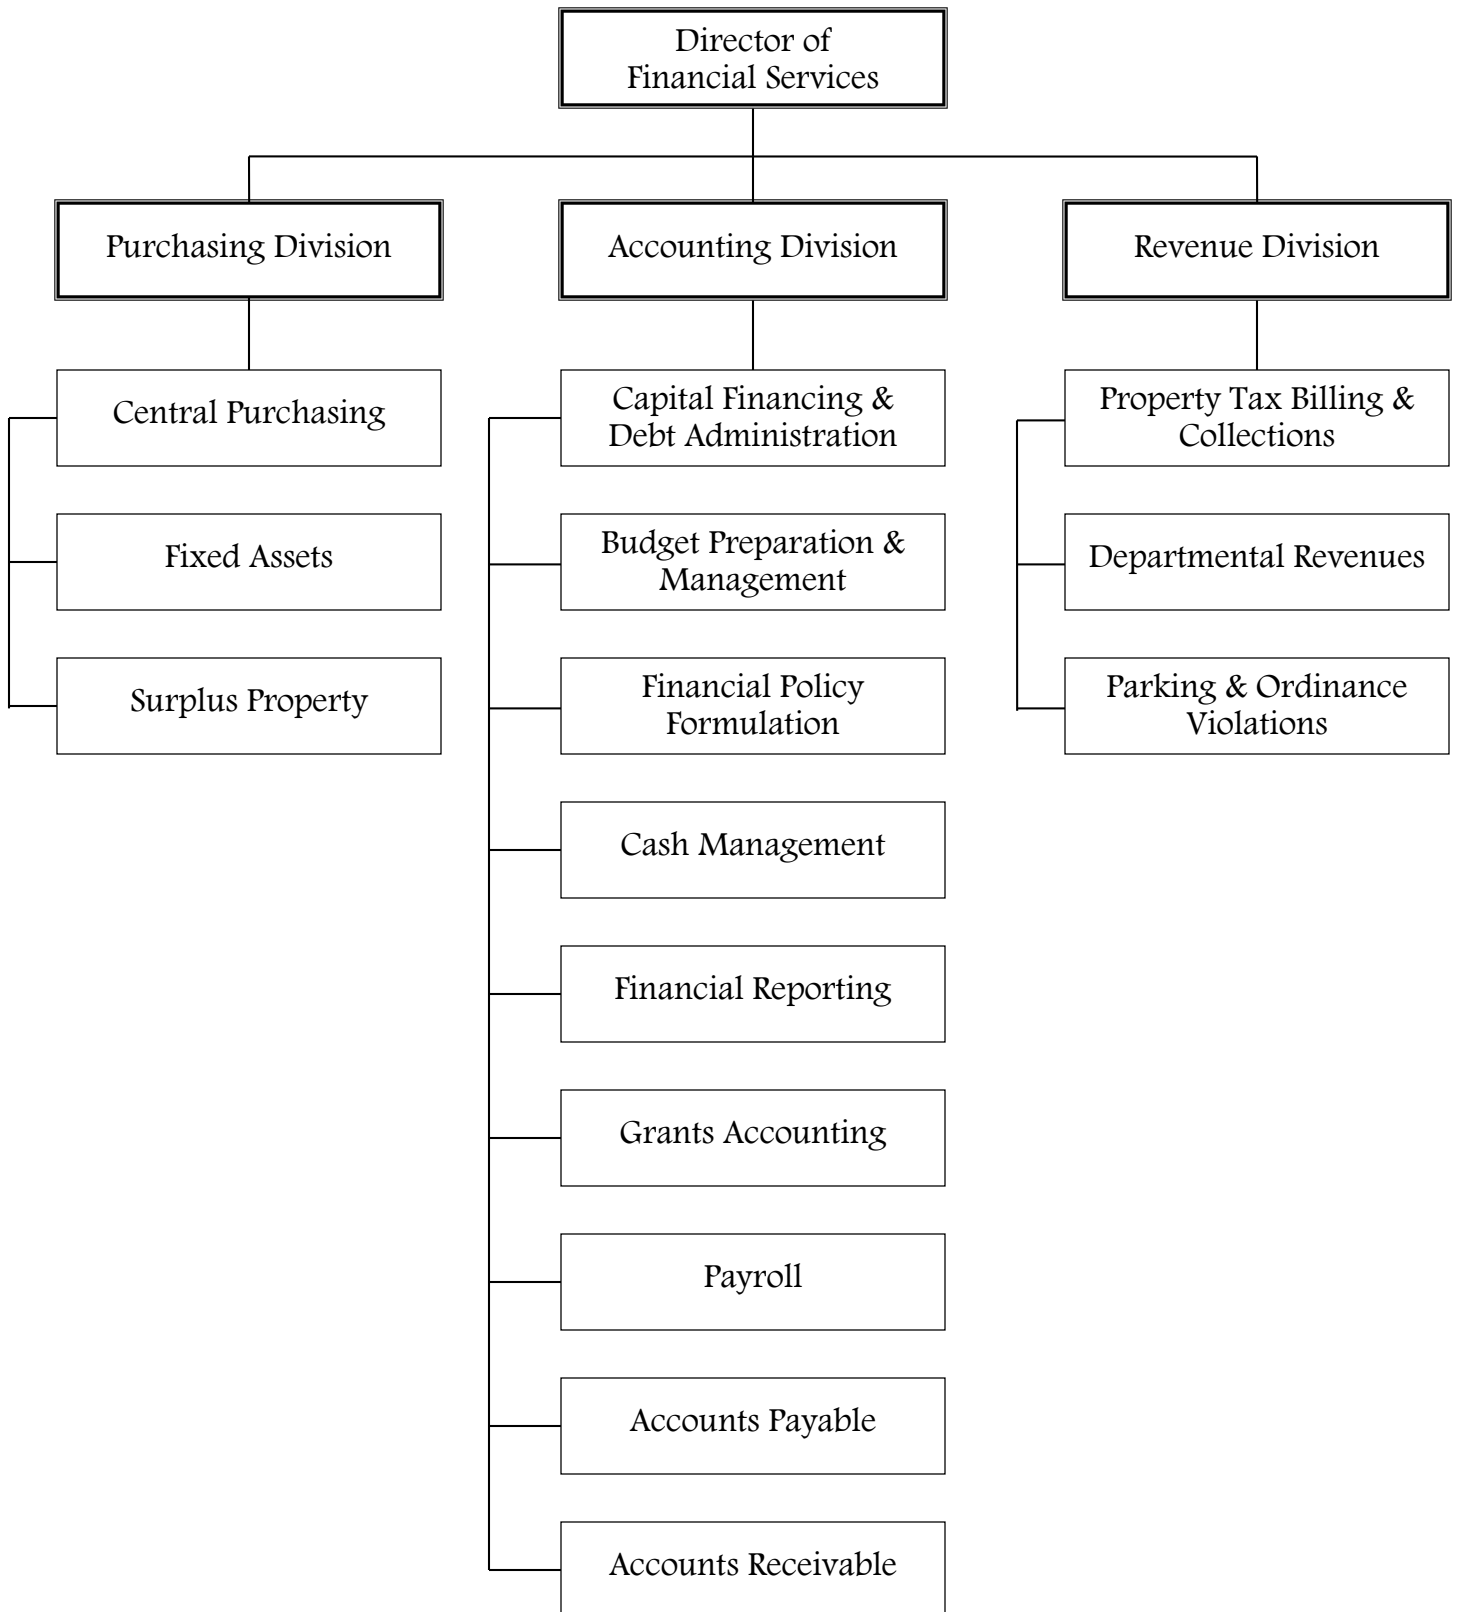 Director of
Financial Services
Purchasing Division
Accounting Division
Revenue Division
Central Purchasing
Fixed Assets
Surplus Property
Capital Financing &
Debt Administration
Budget Preparation &
Management
Financial Policy
Formulation
Cash Management
Financial Reporting
Grants Accounting
Payroll
Accounts Payable
Accounts Receivable
Property Tax Billing &
Collections
Departmental Revenues
Parking & Ordinance
Violations